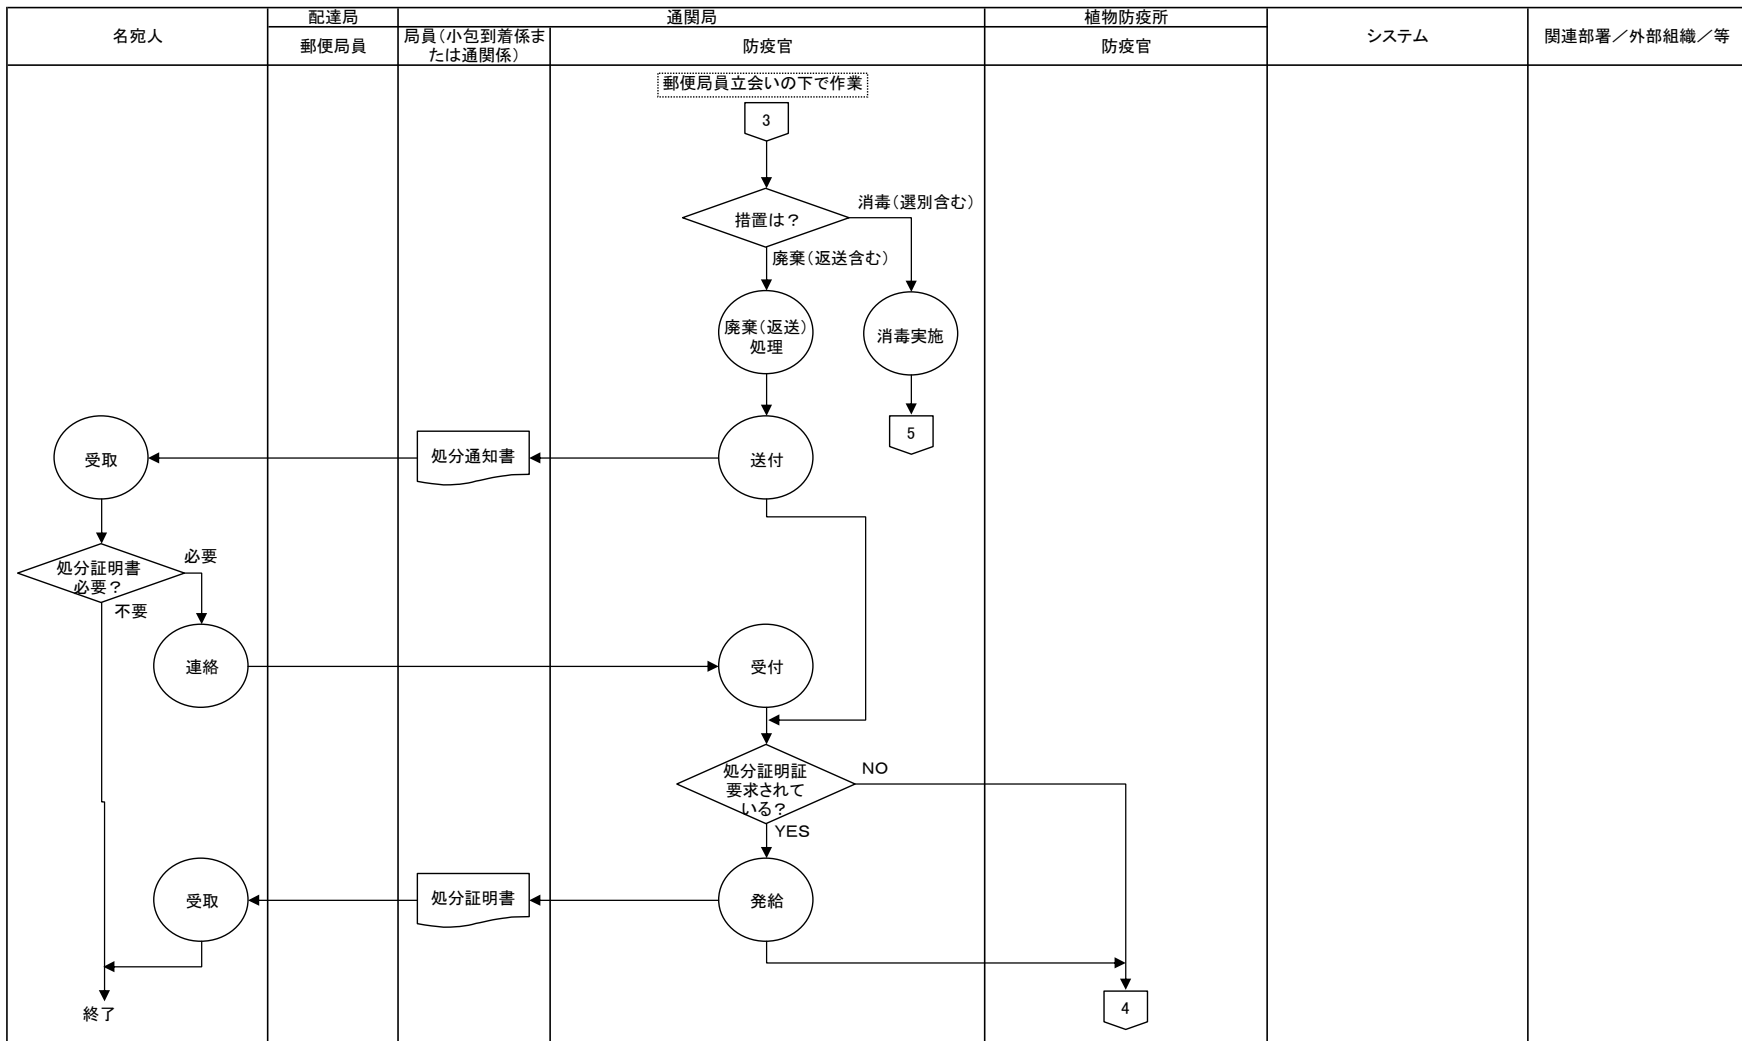 名宛人
配達局
通関局
植物防疫所
システム
関連部署／外部組織／等
郵便局員
局員（小包到着係ま
たは通関係）
防疫官
防疫官
郵便局員立会いの下で作業
3
措置は？
消毒（選別含む）
廃棄（返送含む）
廃棄（返送）
処理
消毒実施
5
受取
処分通知書
送付
処分証明書
必要？
必要
不要
連絡
受付
処分証明証
要求されて
いる？
NO
YES
受取
処分証明書
発給
終了
4